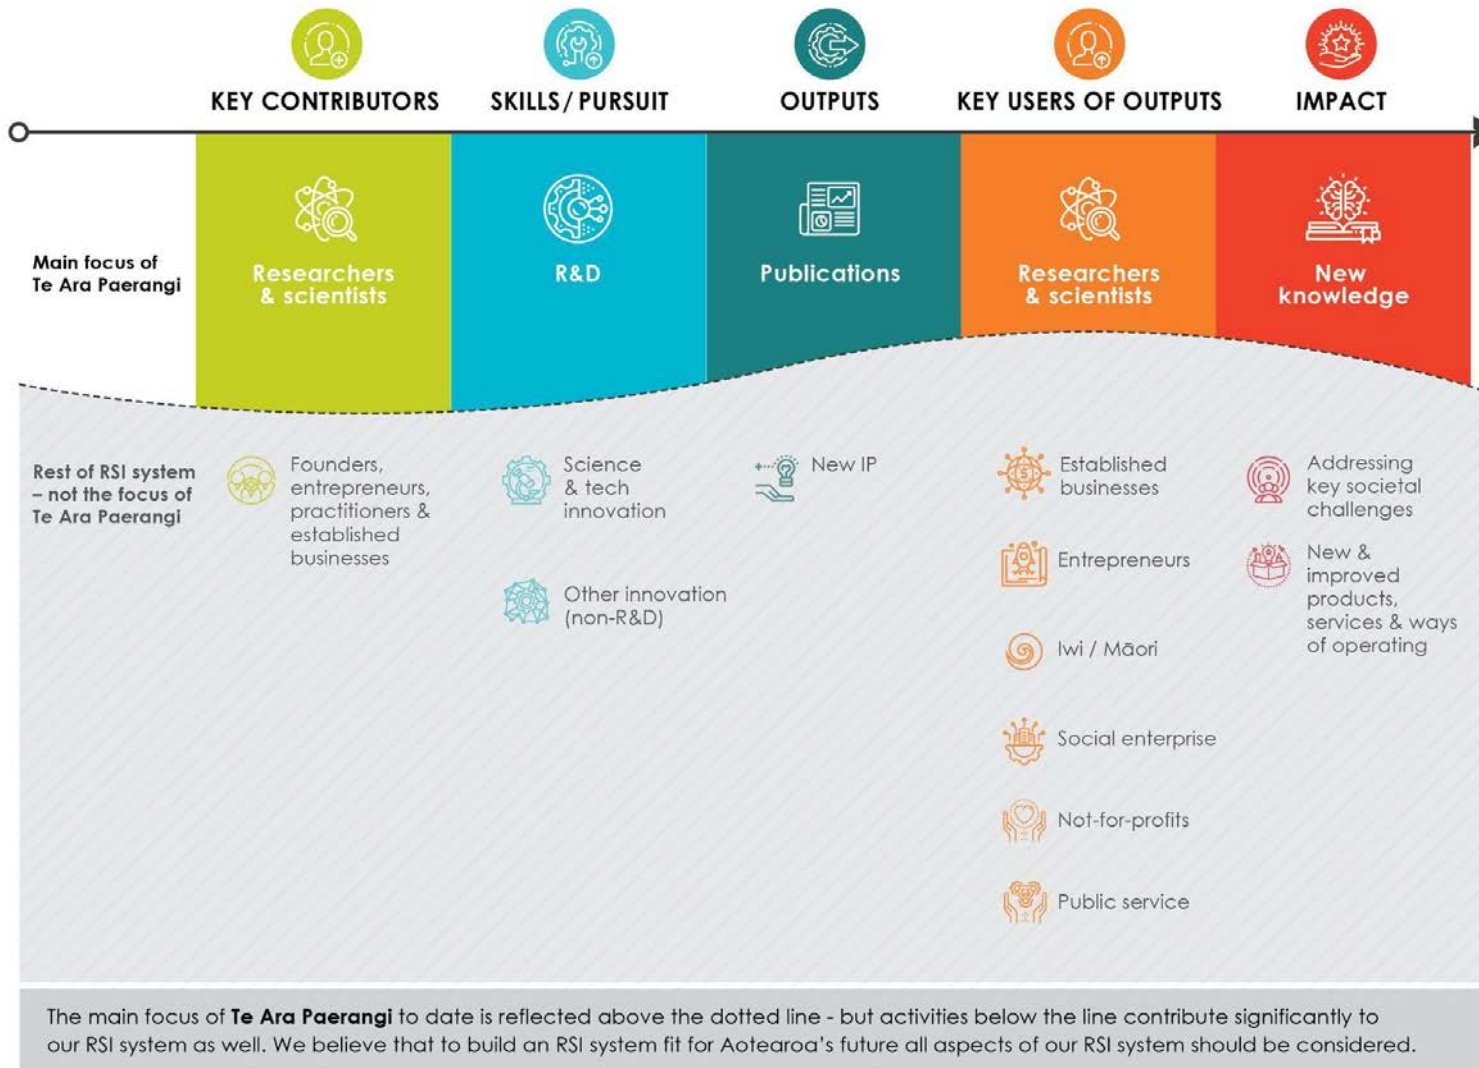 KEY CONTRIBUTORS
SKILLS / PURSUIT
OUTPUTS
KEY USERS OF OUTPUTS
IMPACT
Main focus of
Te Ara Paerangi
Researchers
& scientists
R&D
Publications
Researchers
& scientists
New
knowledge
Rest of RSI system
– not the focus of
Te Ara Paerangi
Founders,
entrepreneurs,
practitioners &
established
businesses
Science
& tech
innovation
Other innovation
(non-R&D)
New IP
Established
businesses
Entrepreneurs
Iwi / Māori
Social enterprise
Not-for-profits
Public service
Addressing
key societal
challenges
New &
improved
products,
services & ways
of operating
The main focus of Te Ara Paerangi to date is reflected above the dotted line - but activities below the line contribute significantly to
our RSI system as well. We believe that to build an RSI system fit for Aotearoa's future all aspects of our RSI system should be considered.